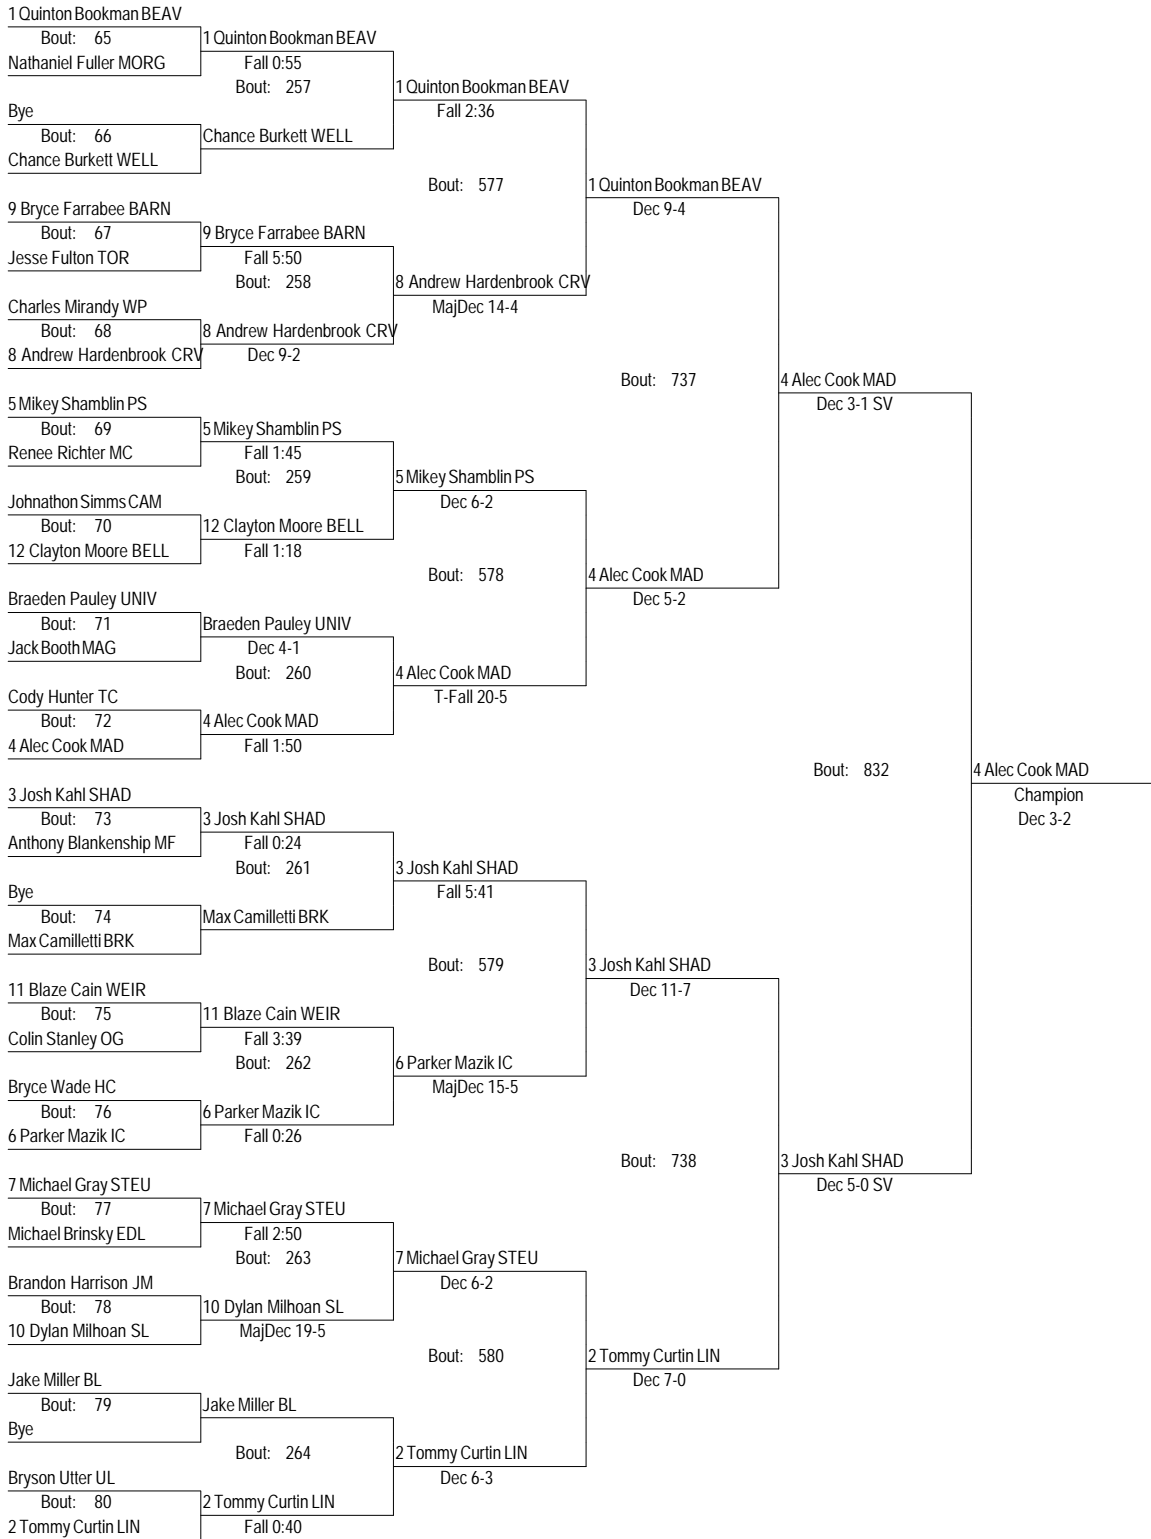 1 Quinton Bookman BEAV
Bout: 65
1 Quinton Bookman BEAV
Nathaniel Fuller MORG
Fall 0:55
Bout: 257
1 Quinton Bookman BEAV
Bye
Fall 2:36
Bout: 66
Chance Burkett WELL
Chance Burkett WELL
Bout: 577
1 Quinton Bookman BEAV
9 Bryce Farrabee BARN
Dec 9-4
Bout: 67
9 Bryce Farrabee BARN
Jesse Fulton TOR
Fall 5:50
Bout: 258
8 Andrew Hardenbrook CRV
Charles Mirandy WP
MajDec 14-4
Bout: 68
8 Andrew Hardenbrook CRV
8 Andrew Hardenbrook CRV
Dec 9-2
Bout: 737
4 Alec Cook MAD
5 Mikey Shamblin PS
Dec 3-1 SV
Bout: 69
5 Mikey Shamblin PS
Renee Richter MC
Fall 1:45
Bout: 259
5 Mikey Shamblin PS
Johnathon Simms CAM
Dec 6-2
Bout: 70
12 Clayton Moore BELL
12 Clayton Moore BELL
Fall 1:18
Bout: 578
4 Alec Cook MAD
Braeden Pauley UNIV
Dec 5-2
Bout: 71
Braeden Pauley UNIV
Jack Booth MAG
Dec 4-1
Bout: 260
4 Alec Cook MAD
Cody Hunter TC
T-Fall 20-5
Bout: 72
4 Alec Cook MAD
4 Alec Cook MAD
Fall 1:50
Bout: 832
4 Alec Cook MAD
3 Josh Kahl SHAD
Champion
Bout: 73
3 Josh Kahl SHAD
Dec 3-2
Anthony Blankenship MF
Fall 0:24
Bout: 261
3 Josh Kahl SHAD
Bye
Fall 5:41
Bout: 74
Max Camilletti BRK
Max Camilletti BRK
Bout: 579
3 Josh Kahl SHAD
11 Blaze Cain WEIR
Dec 11-7
Bout: 75
11 Blaze Cain WEIR
Colin Stanley OG
Fall 3:39
Bout: 262
6 Parker Mazik IC
Bryce Wade HC
MajDec 15-5
Bout: 76
6 Parker Mazik IC
6 Parker Mazik IC
Fall 0:26
Bout: 738
3 Josh Kahl SHAD
7 Michael Gray STEU
Dec 5-0 SV
Bout: 77
7 Michael Gray STEU
Michael Brinsky EDL
Fall 2:50
Bout: 263
7 Michael Gray STEU
Brandon Harrison JM
Dec 6-2
Bout: 78
10 Dylan Milhoan SL
10 Dylan Milhoan SL
MajDec 19-5
Bout: 580
2 Tommy Curtin LIN
Jake Miller BL
Dec 7-0
Bout: 79
Jake Miller BL
Bye
Bout: 264
2 Tommy Curtin LIN
Bryson Utter UL
Dec 6-3
Bout: 80
2 Tommy Curtin LIN
2 Tommy Curtin LIN
Fall 0:40